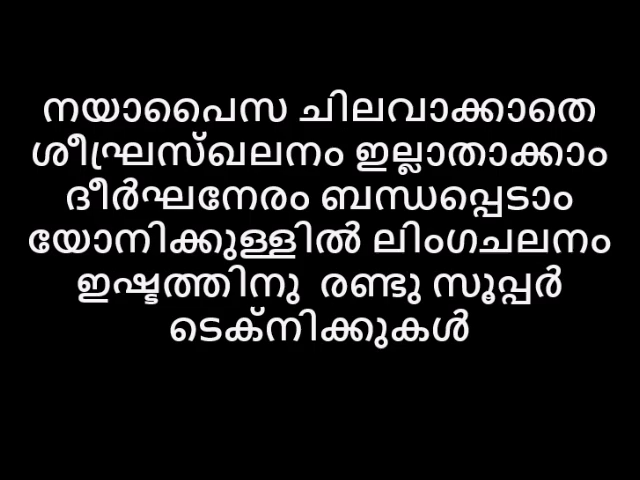 നയാപൈസ ചിലവാക്കാതെ
ശീഘ്രസ്ഖലനം ഇല്ലാതാക്കാം
ദീർഘനേരം ബന്ധപ്പെടാം
യോനിക്കുള്ളിൽ ലിംഗചലനം
ഇഷ്ടത്തിനു രണ്ടു സൂപ്പർ
ടെക്നിക്കുകൾ